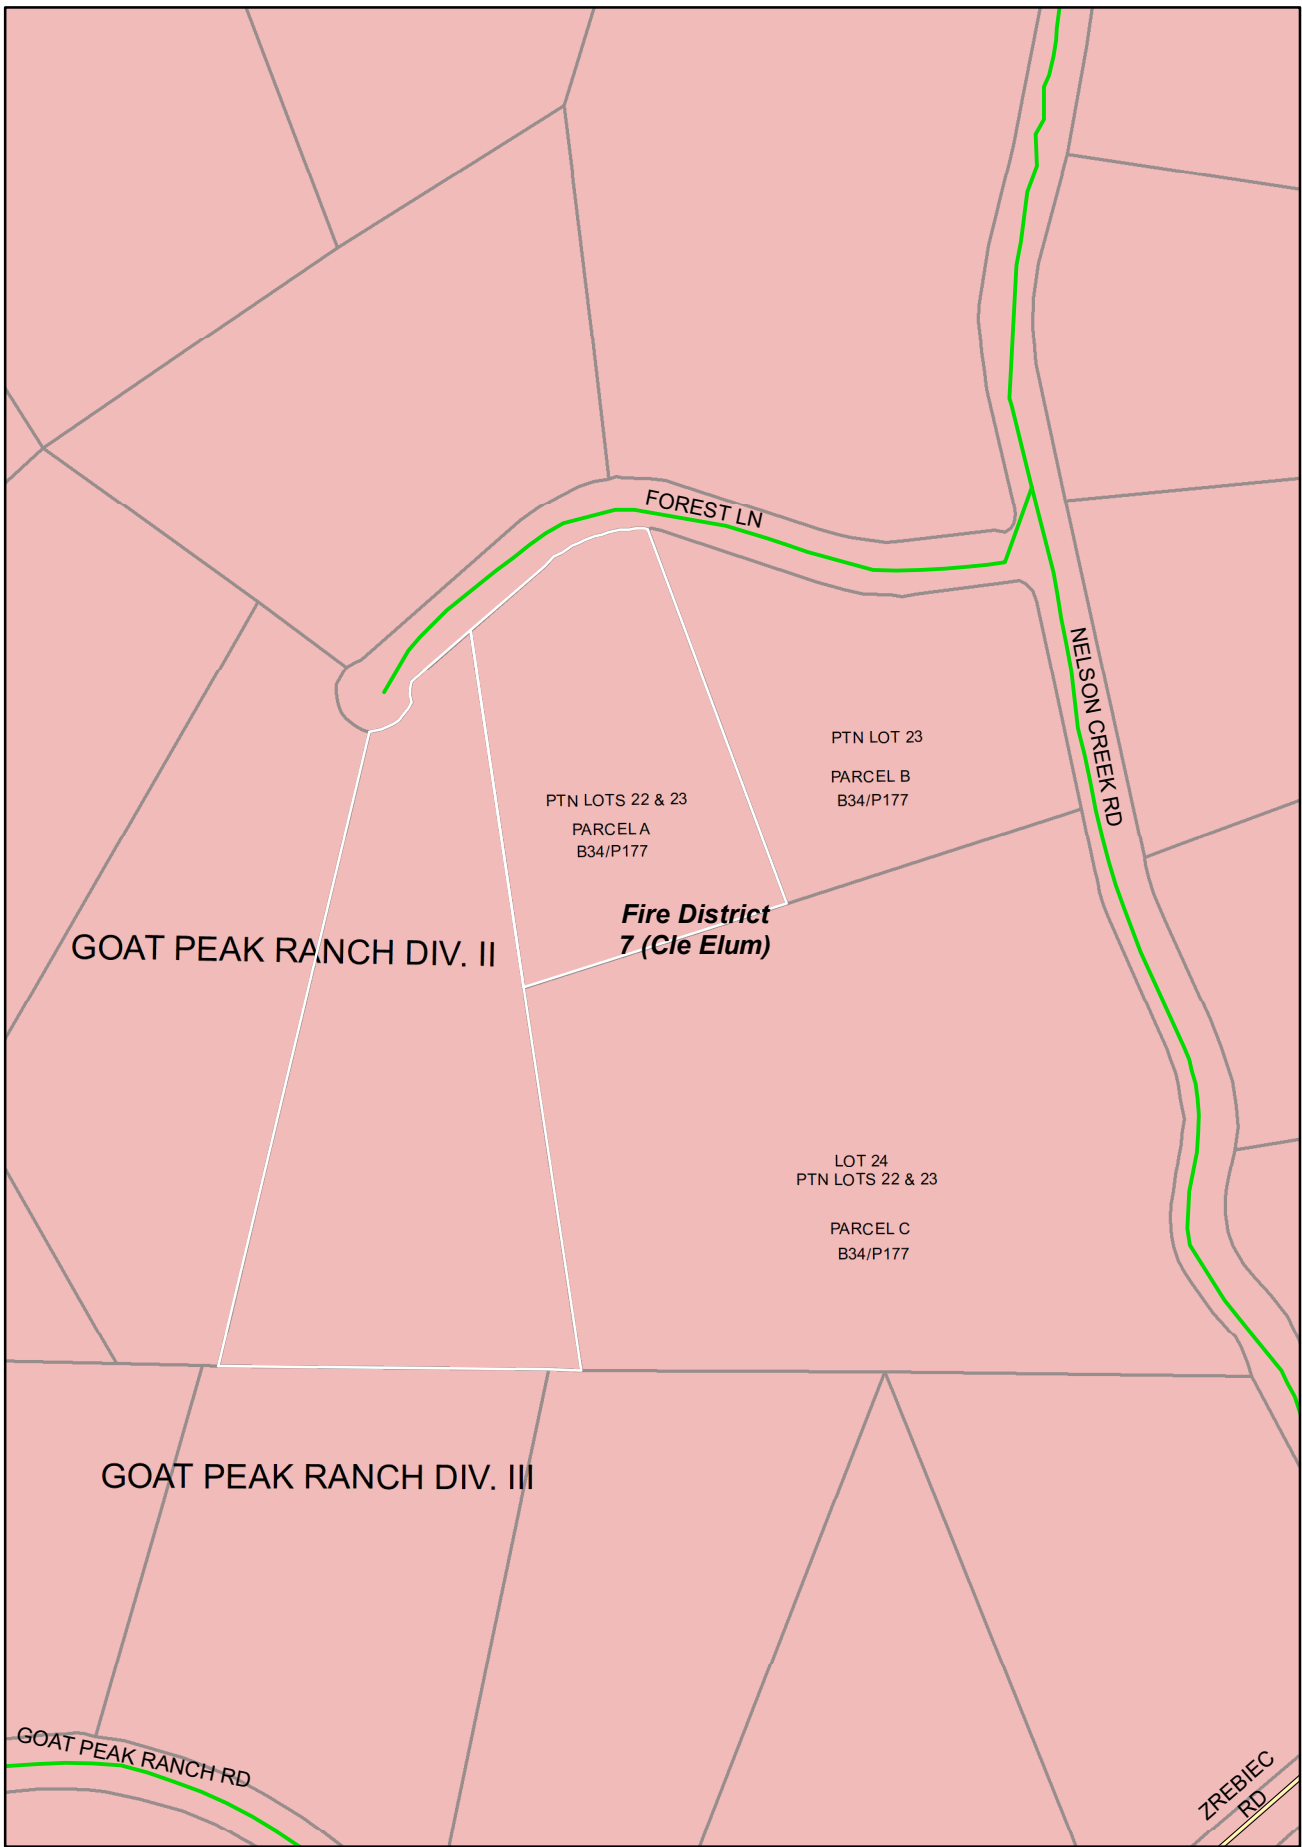 FOREST LN
NELSON CREEK RD
PTN LOT 23
PARCEL B
B34/P177
PTN LOTS 22 & 23
PARCEL A
B34/P177
Fire District
7 (Cle Elum)
GOAT PEAK RANCH DIV. II
LOT 24
PTN LOTS 22 & 23
PARCEL C
B34/P177
GOAT PEAK RANCH DIV. III
GOAT PEAK RANCH RD
ZREBIEC
RD